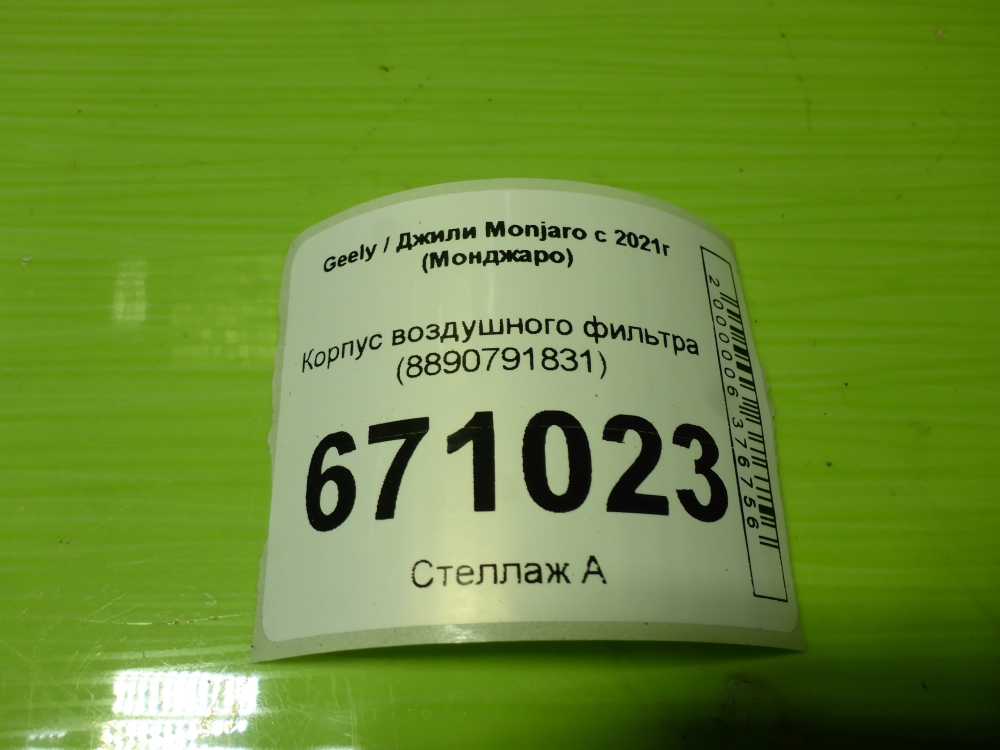 Geely / Джили Monjaro с 2021г
(Монджаро)
Корпус воздушного фильтра
(8890791831)
671023
Стеллаж А
2000006376756